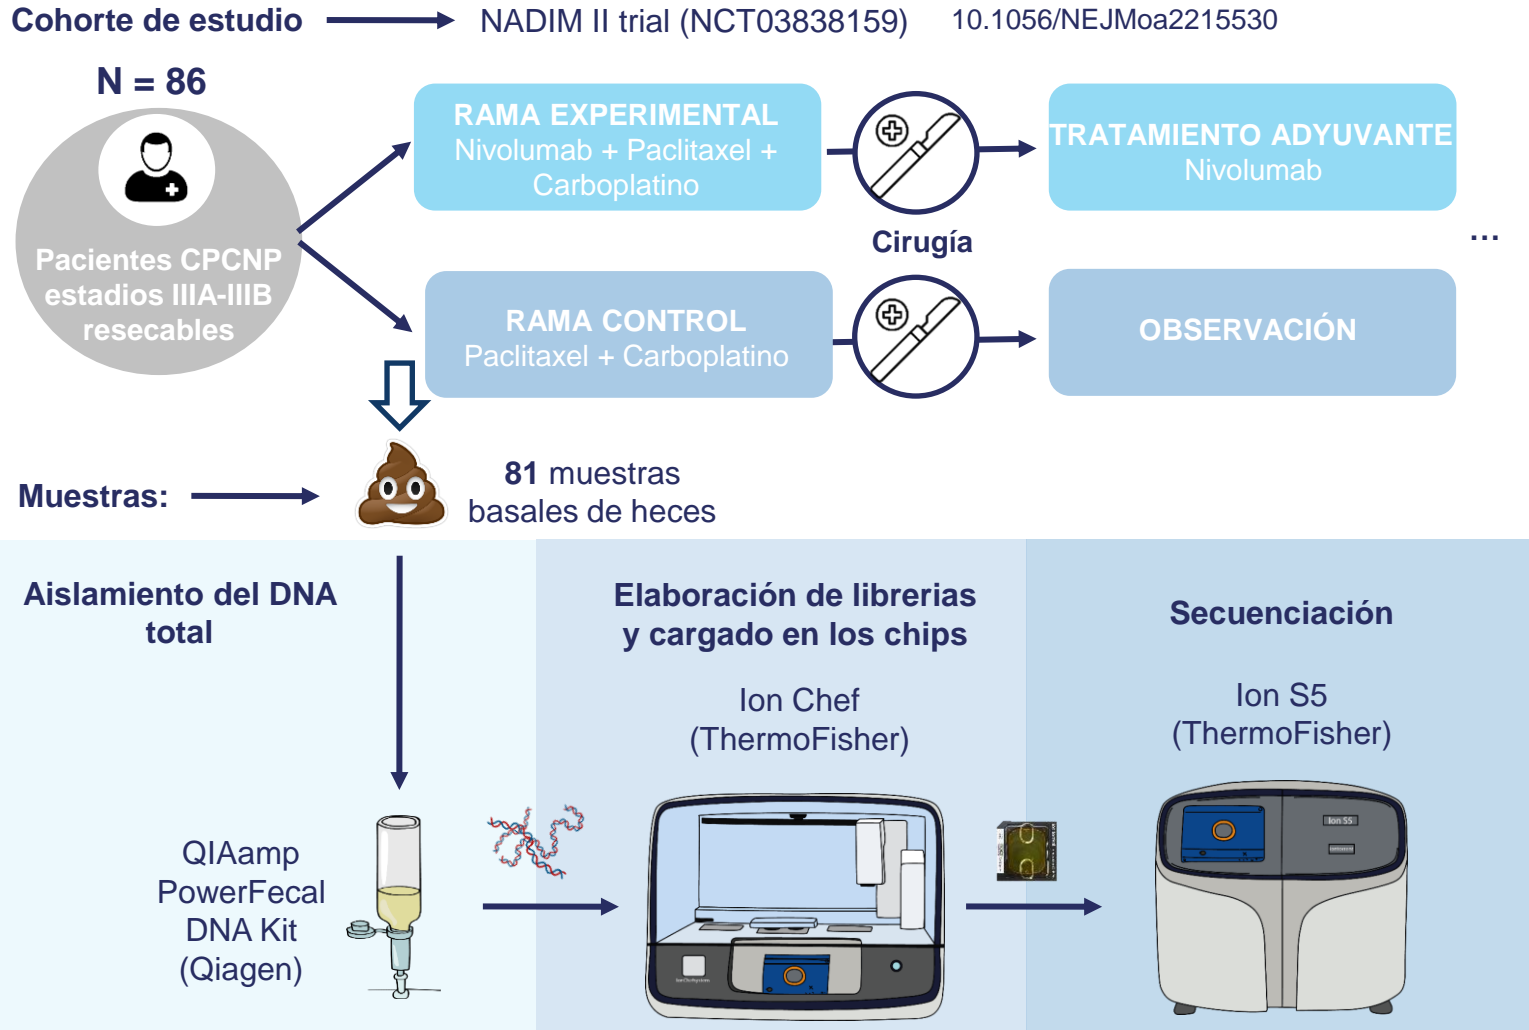 Cohorte de estudio
NADIM II trial (NCT03838159)
10.1056/NEJMoa2215530
N = 86
Pacientes CPCNP
estadios IIIA-IIIB
resecables
RAMA EXPERIMENTAL
Nivolumab + Paclitaxel +
Carboplatino
TRATAMIENTO ADYUVANTE
Nivolumab
Cirugía
...
RAMA CONTROL
Paclitaxel + Carboplatino
OBSERVACIÓN
Muestras:
81 muestras
basales de heces
Aislamiento del DNA
total
QIAamp
PowerFecal
DNA Kit
(Qiagen)
Elaboración de librerias
y cargado en los chips
Ion Chef
(ThermoFisher)
Secuenciación
Ion S5
(ThermoFisher)
Ion S5